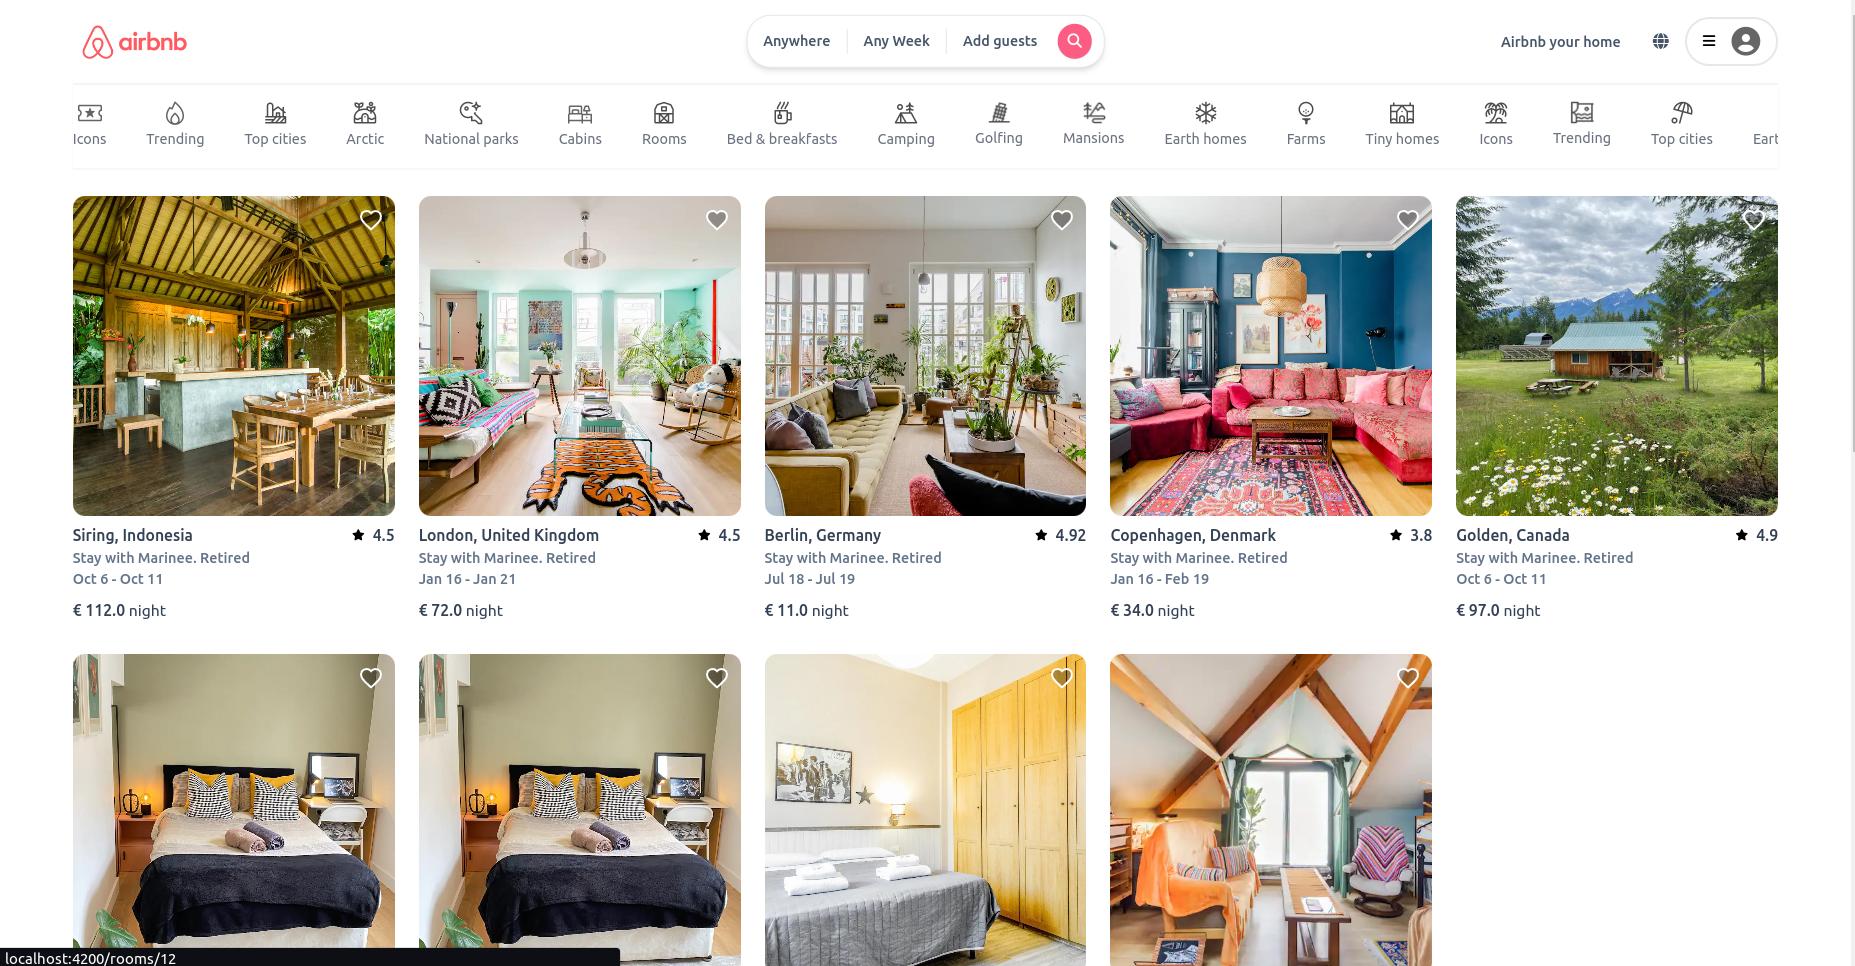 airbnb
Anywhere Any Week Add guests
Airbnb your home
Icons Trending Top cities Arctic National parks Cabins Rooms Bed & breakfasts Camping Golfing Mansions Earth homes Farms Tiny homes Icons Trending Top cities Eart
Siring, Indonesia 4.5
Stay with Marinee. Retired
Oct 6 - Oct 11
€ 112.0 night
London, United Kingdom 4.5
Stay with Marinee. Retired
Jan 16 - Jan 21
€ 72.0 night
Berlin, Germany 4.92
Stay with Marinee. Retired
Jul 18 - Jul 19
€ 11.0 night
Copenhagen, Denmark 3.8
Stay with Marinee. Retired
Jan 16 - Feb 19
€ 34.0 night
Golden, Canada 4.9
Stay with Marinee. Retired
Oct 6 - Oct 11
€ 97.0 night
localhost:4200/rooms/12